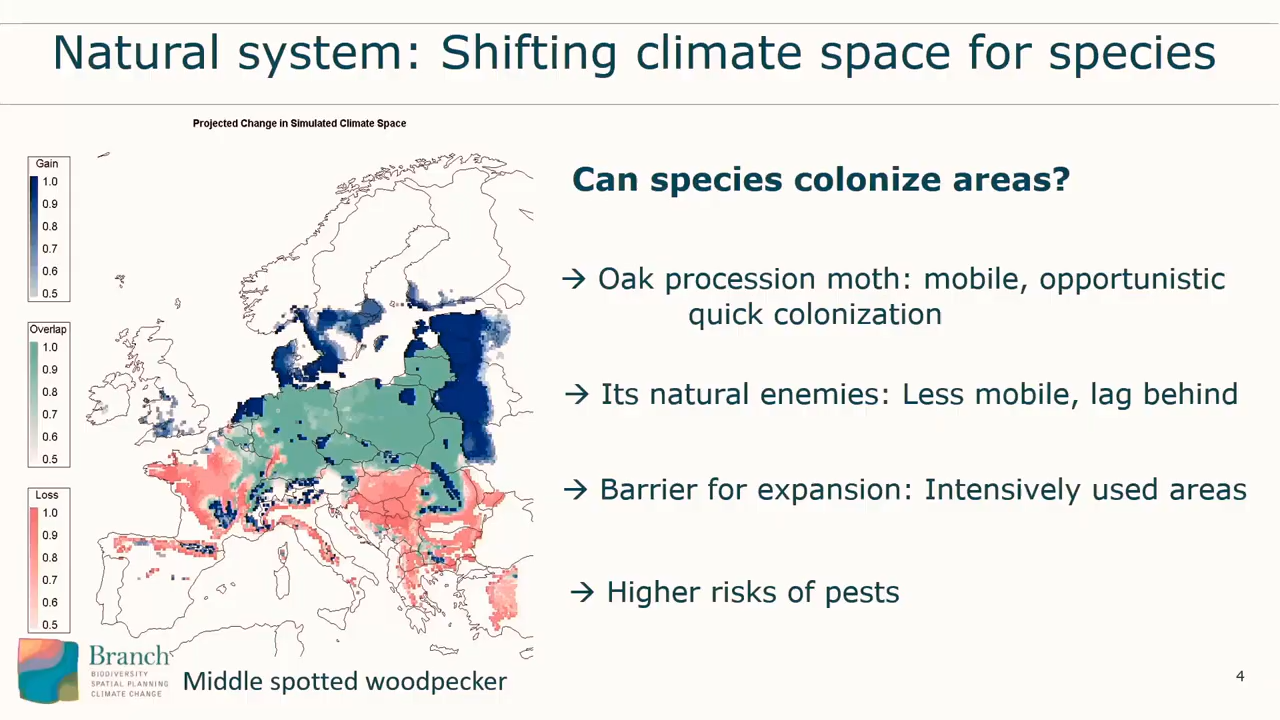 Natural system: Shifting climate space for species
Projected Change in Simulated Climate Space
Gain
1.0
0.9
0.8
0.7
0.6
0.5
Overlap
1.0
0.9
0.8
0.7
0.6
0.5
Loss
1.0
0.9
0.8
0.7
0.6
0.5
Can species colonize areas?
→ Oak procession moth: mobile, opportunistic
quick colonization
→ Its natural enemies: Less mobile, lag behind
→ Barrier for expansion: Intensively used areas
→ Higher risks of pests
Branch
BIODIVERSITY
SPATIAL PLANNING
CLIMATE CHANGE
Middle spotted woodpecker
4